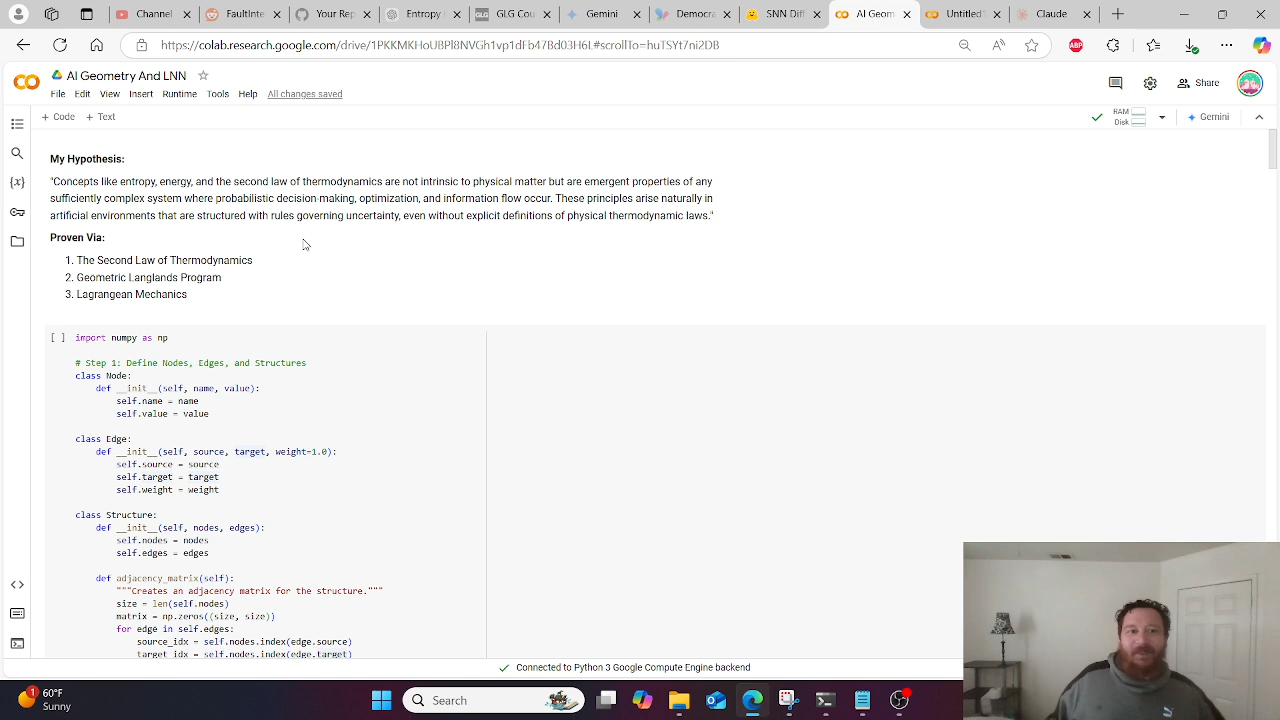 Channel
FaultInte
Your Rep
Entropy
GLG
GLG Cou
Gemini
Democra
SNN Diff
AI Geom
Untitled
Claude
https://colab.research.google.com/drive/1PKKMKHoUBPl8NVGh1vp1dFb47BbI03H6L#scrollTo=huTSYt7ni2DB
ABP
AI Geometry And LNN
File Edit View Insert Runtime Tools Help All changes saved
Share
+ Code + Text
RAM
Disk
Gemini
My Hypothesis:
"Concepts like entropy, energy, and the second law of thermodynamics are not intrinsic to physical matter but are emergent properties of any
sufficiently complex system where probabilistic decision-making, optimization, and information flow occur. These principles arise naturally in
artificial environments that are structured with rules governing uncertainty, even without explicit definitions of physical thermodynamic laws."
Proven Via:
1. The Second Law of Thermodynamics
2. Geometric Langlands Program
3. Lagrangean Mechanics
[ ] import numpy as np
# Step 1: Define Nodes, Edges, and Structures
class Node:
def __init__(self, name, value):
self.name = name
self.value = value
class Edge:
def __init__(self, source, target, weight=1.0):
self.source = source
self.target = target
self.weight = weight
class Structure:
def __init__(self, nodes, edges):
self.nodes = nodes
self.edges = edges
def adjacency_matrix(self):
"""Creates an adjacency matrix for the structure."""
size = len(self.nodes)
matrix = np.zeros((size, size))
for edge in self.edges:
source_idx = self.nodes.index(edge.source)
target_idx = self.nodes.index(edge.target)
Connected to Python 3 Google Compute Engine backend
1
60°F
Sunny
Search